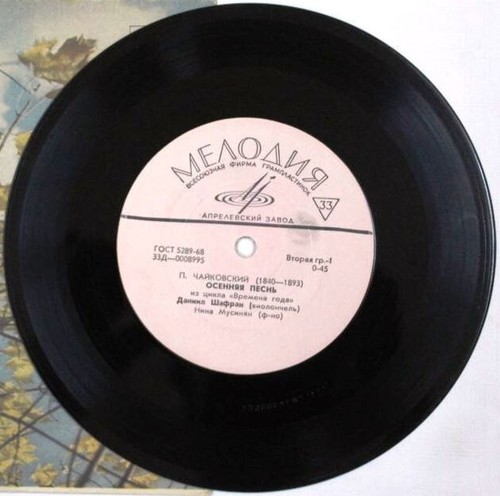 МЕЛОДИЯ
ВСЕСОЮЗНАЯ ФИРМА ГРАМПЛАСТИНОК
33
АПРЕЛЕВСКИЙ ЗАВОД
ГОСТ 5289-68
33Д—0008995
Вторая гр.-I
0-45
П. ЧАЙКОВСКИЙ (1840—1893)
ОСЕННЯЯ ПЕСНЬ
из цикла «Времена года»
Даниил Шафран (виолончель)
Нина Мусинян (ф-но)